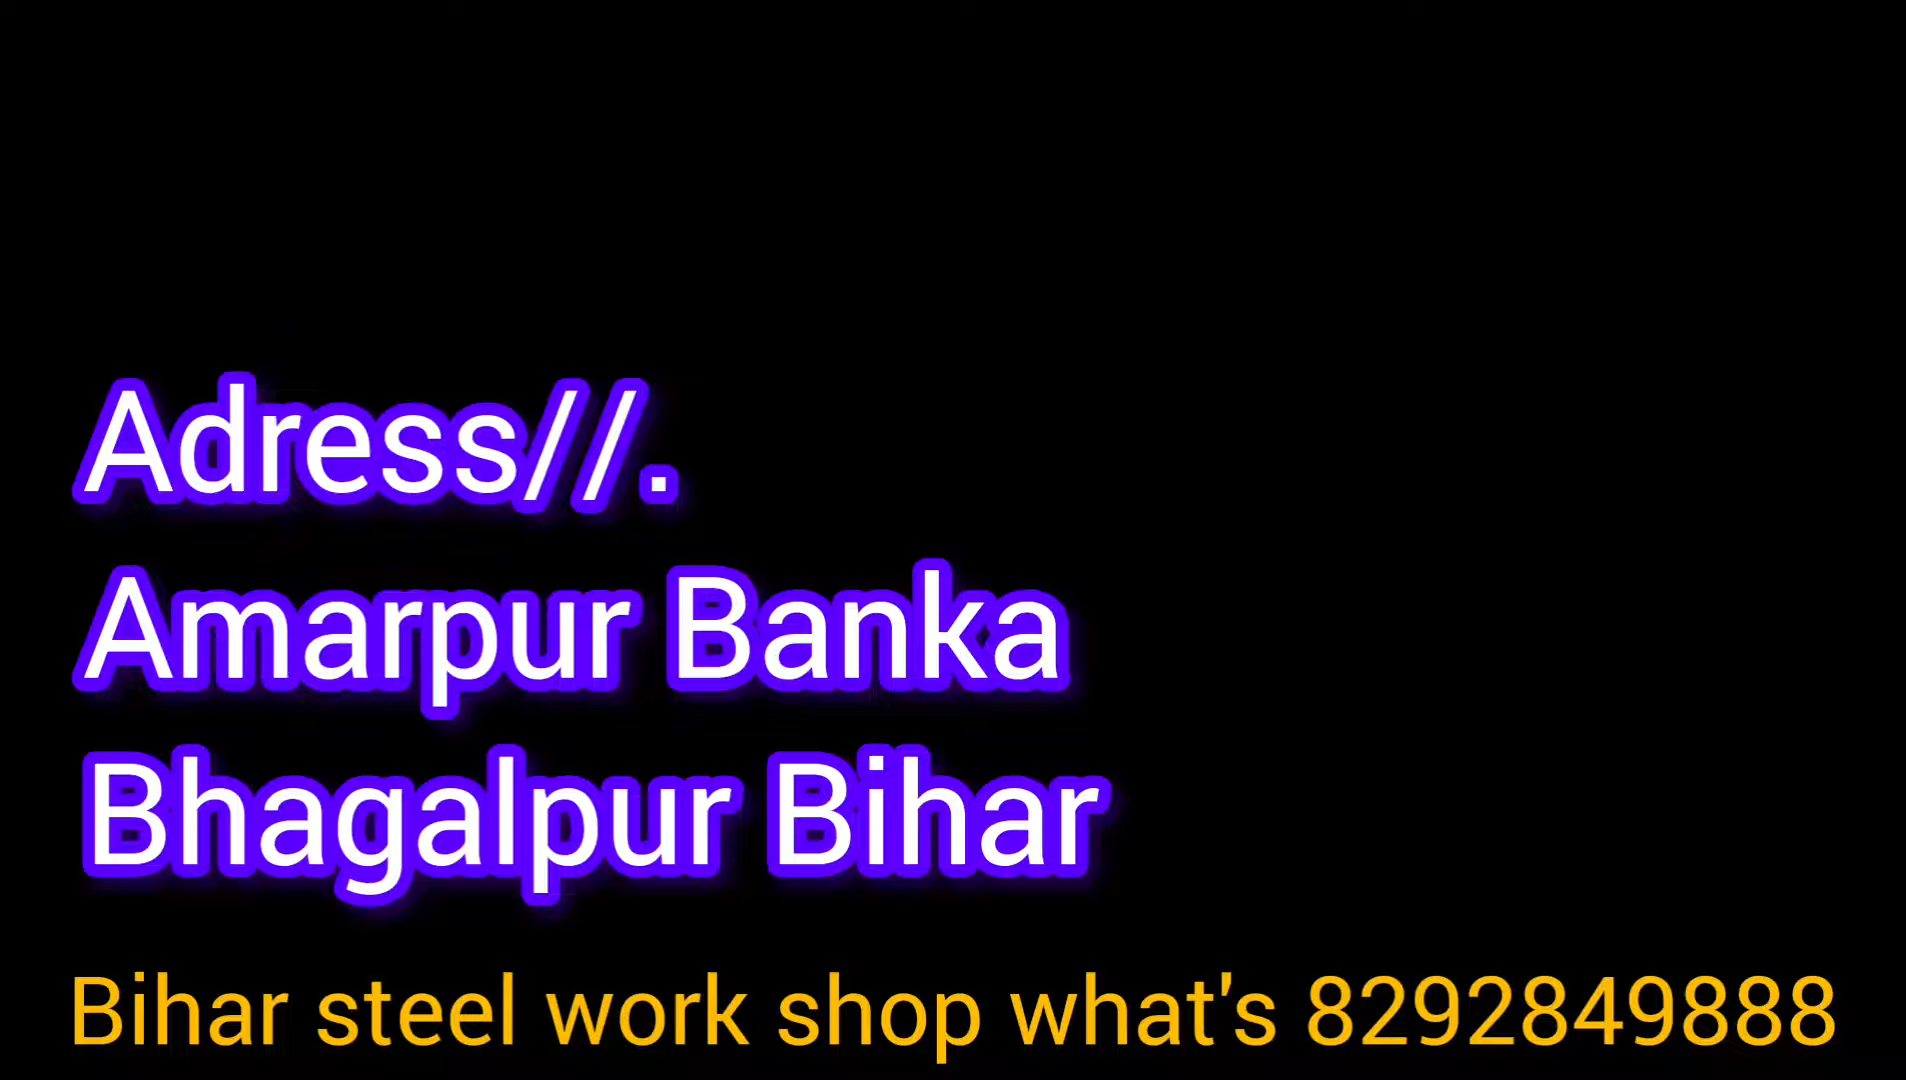 Adress//.
Amarpur Banka
Bhagalpur Bihar
Bihar steel work shop what's 8292849888